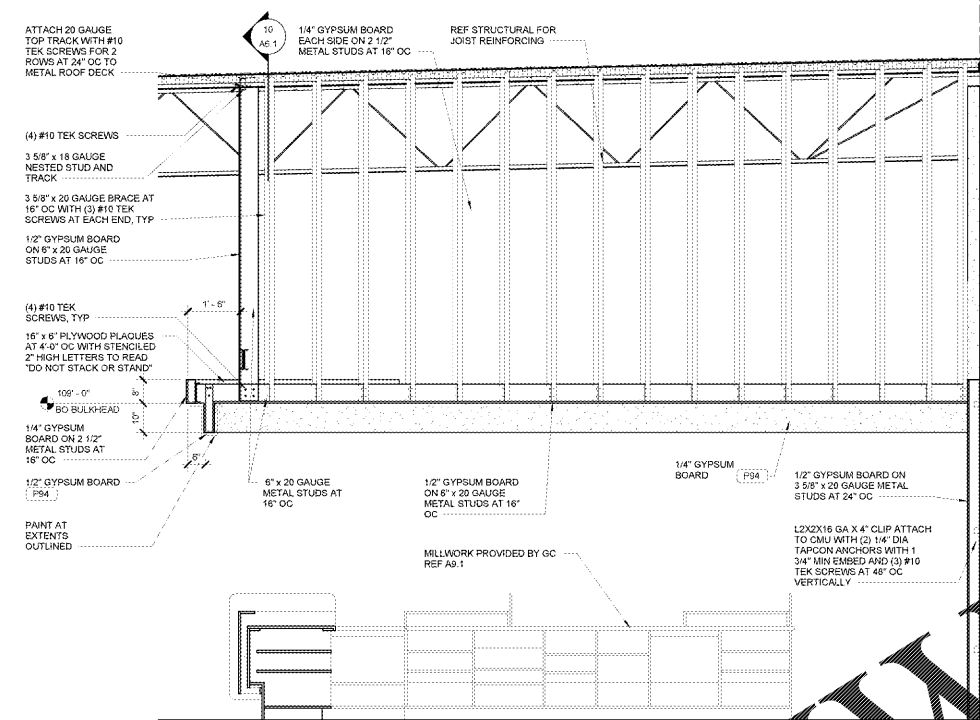 ATTACH 20 GAUGE
TOP TRACK WITH #10
TEK SCREWS FOR 2
ROWS AT 24" OC TO
METAL ROOF DECK
10
A6.1
1/4" GYPSUM BOARD
EACH SIDE ON 2 1/2"
METAL STUDS AT 16" OC
REF STRUCTURAL FOR
JOIST REINFORCING
(4) #10 TEK SCREWS
3 5/8" x 18 GAUGE
NESTED STUD AND
TRACK
3 5/8" x 20 GAUGE BRACE AT
16" OC WITH (3) #10 TEK
SCREWS AT EACH END, TYP
1/2" GYPSUM BOARD
ON 6" x 20 GAUGE
STUDS AT 16" OC
(4) #10 TEK
SCREWS, TYP
1' - 6"
16" x 6" PLYWOOD PLAQUES
AT 4'-0" OC WITH STENCILED
2" HIGH LETTERS TO READ
"DO NOT STACK OR STAND"
109' - 0"
BO BULKHEAD
8"
10"
1/4" GYPSUM
BOARD ON 2 1/2"
METAL STUDS AT
16" OC
6"
1/2" GYPSUM BOARD
P94
PAINT AT
EXTENTS
OUTLINED
6" x 20 GAUGE
METAL STUDS AT
16" OC
1/2" GYPSUM BOARD
ON 6" x 20 GAUGE
METAL STUDS AT 16"
OC
1/4" GYPSUM
BOARD
P94
1/2" GYPSUM BOARD ON
3 5/8" x 20 GAUGE METAL
STUDS AT 24" OC
MILLWORK PROVIDED BY GC
REF A9.1
L2X2X16 GA X 4" CLIP ATTACH
TO CMU WITH (2) 1/4" DIA
TAPCON ANCHORS WITH 1
3/4" MIN EMBED AND (3) #10
TEK SCREWS AT 48" OC
VERTICALLY